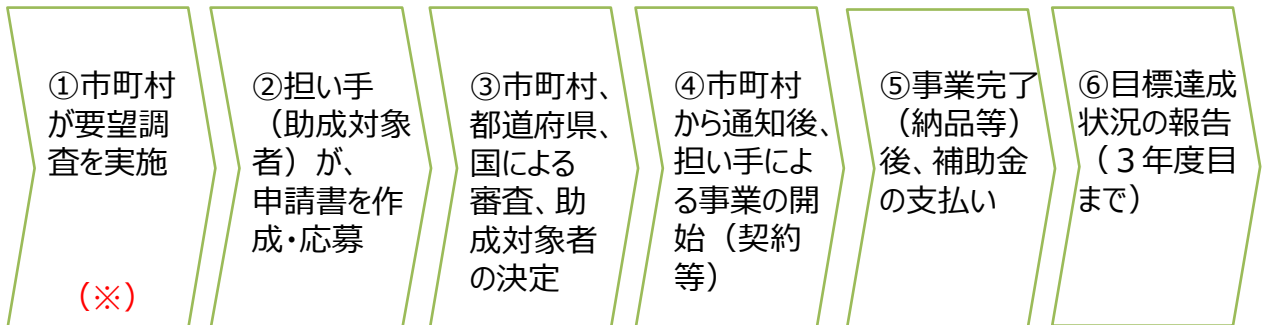 ①市町村
が要望調
査を実施
（※）
②担い手
（助成対象
者）が、
申請書を作
成・応募
③市町村、
都道府県、
国による
審査、助
成対象者
の決定
④市町村
から通知後、
担い手によ
る事業の開
始（契約
等）
⑤事業完了
（納品等）
後、補助金
の支払い
⑥目標達成
状況の報告
（３年度目
まで）